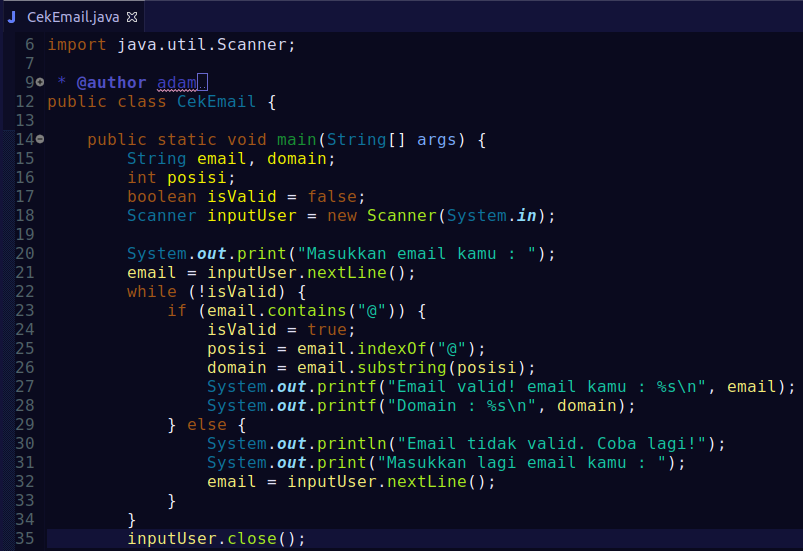 CekEmail.java
6 import java.util.Scanner;
7
9 * @author adam
12 public class CekEmail {
13
14 public static void main(String[] args) {
15 String email, domain;
16 int posisi;
17 boolean isValid = false;
18 Scanner inputUser = new Scanner(System.in);
19
20 System.out.print("Masukkan email kamu : ");
21 email = inputUser.nextLine();
22 while (!isValid) {
23 if (email.contains("@")) {
24 isValid = true;
25 posisi = email.indexOf("@");
26 domain = email.substring(posisi);
27 System.out.printf("Email valid! email kamu : %s\n", email);
28 System.out.printf("Domain : %s\n", domain);
29 } else {
30 System.out.println("Email tidak valid. Coba lagi!");
31 System.out.print("Masukkan lagi email kamu : ");
32 email = inputUser.nextLine();
33 }
34 }
35 inputUser.close();